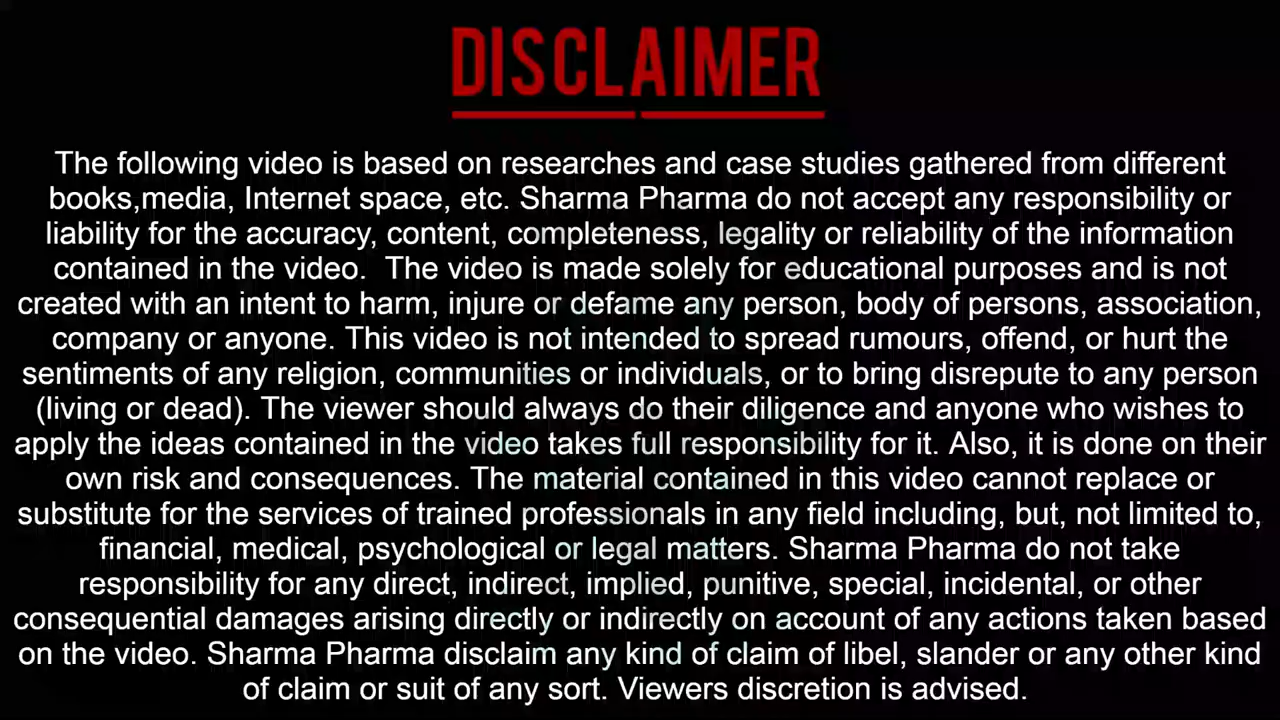 DISCLAIMER
The following video is based on researches and case studies gathered from different
books,media, Internet space, etc. Sharma Pharma do not accept any responsibility or
liability for the accuracy, content, completeness, legality or reliability of the information
contained in the video.  The video is made solely for educational purposes and is not
created with an intent to harm, injure or defame any person, body of persons, association,
company or anyone. This video is not intended to spread rumours, offend, or hurt the
sentiments of any religion, communities or individuals, or to bring disrepute to any person
(living or dead). The viewer should always do their diligence and anyone who wishes to
apply the ideas contained in the video takes full responsibility for it. Also, it is done on their
own risk and consequences. The material contained in this video cannot replace or
substitute for the services of trained professionals in any field including, but, not limited to,
financial, medical, psychological or legal matters. Sharma Pharma do not take
responsibility for any direct, indirect, implied, punitive, special, incidental, or other
consequential damages arising directly or indirectly on account of any actions taken based
on the video. Sharma Pharma disclaim any kind of claim of libel, slander or any other kind
of claim or suit of any sort. Viewers discretion is advised.